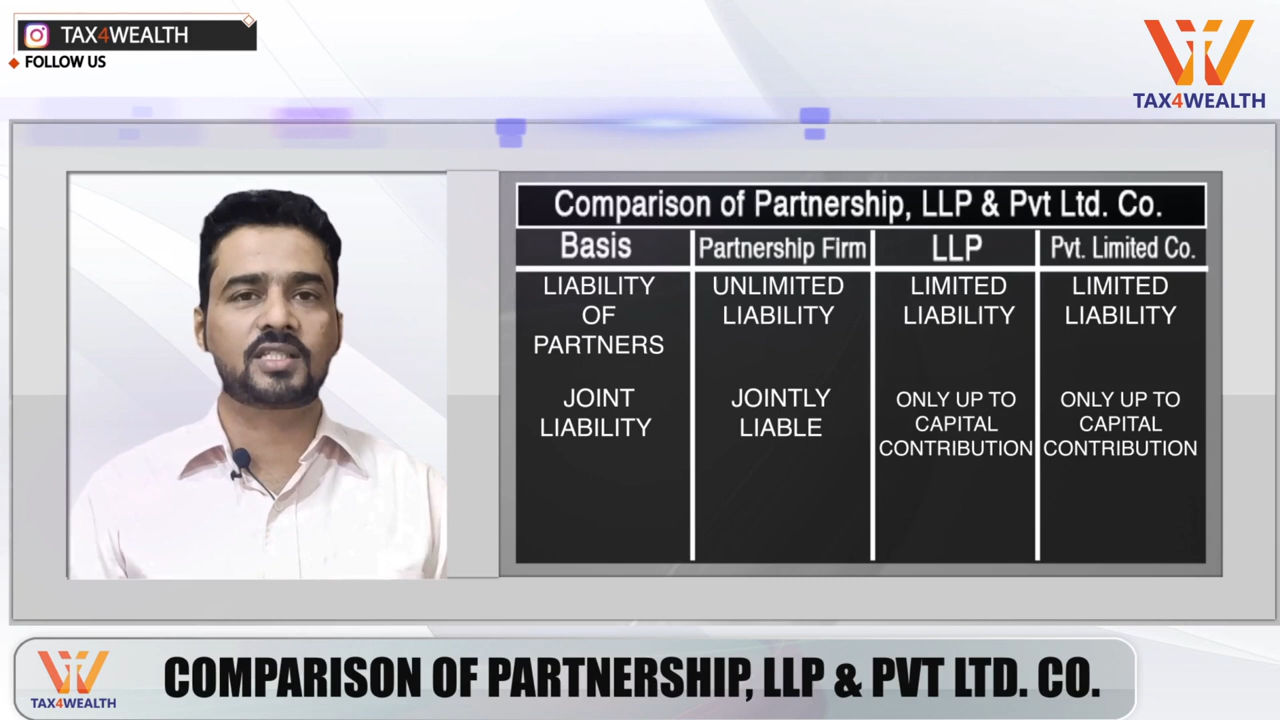 TAX4WEALTH
FOLLOW US
TAX4WEALTH
Comparison of Partnership, LLP & Pvt Ltd. Co.
Basis
Partnership Firm
LLP
Pvt. Limited Co.
LIABILITY
OF
PARTNERS
UNLIMITED
LIABILITY
LIMITED
LIABILITY
LIMITED
LIABILITY
JOINT
LIABILITY
JOINTLY
LIABLE
ONLY UP TO
CAPITAL
CONTRIBUTION
ONLY UP TO
CAPITAL
CONTRIBUTION
TAX4WEALTH
COMPARISON OF PARTNERSHIP, LLP & PVT LTD. CO.